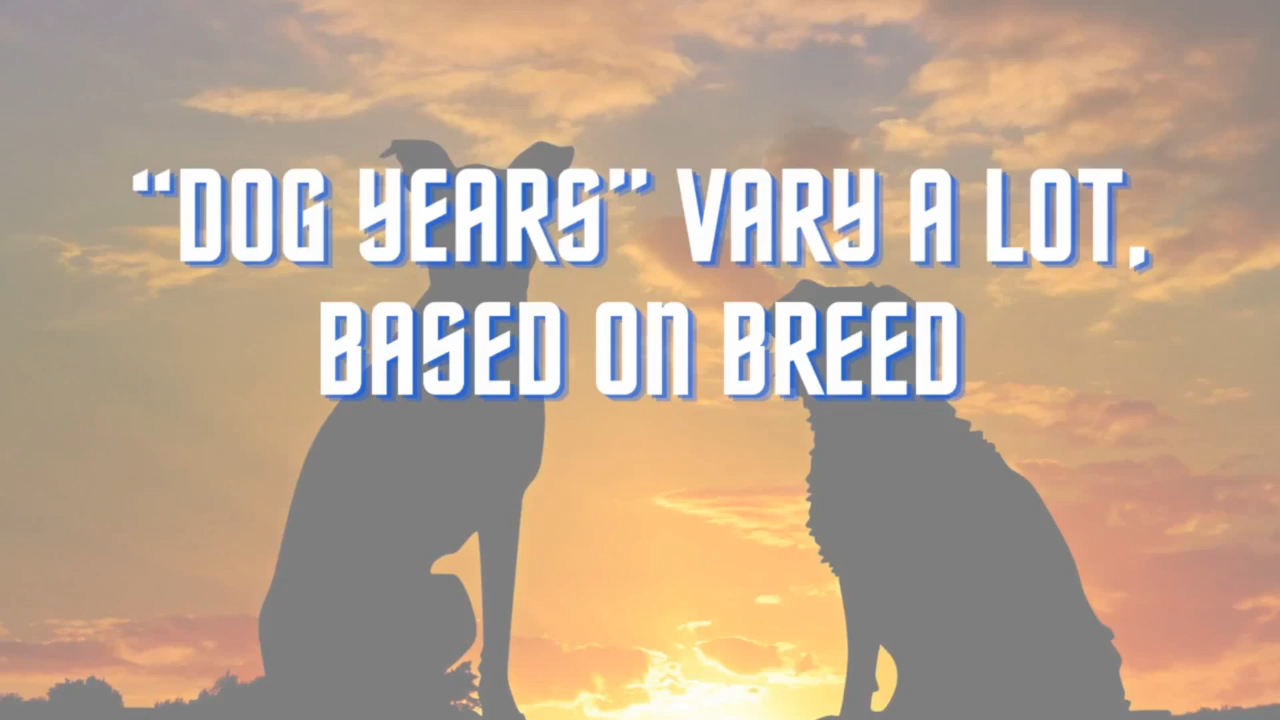 “DOG YEARS” VARY A LOT,
BASED ON BREED